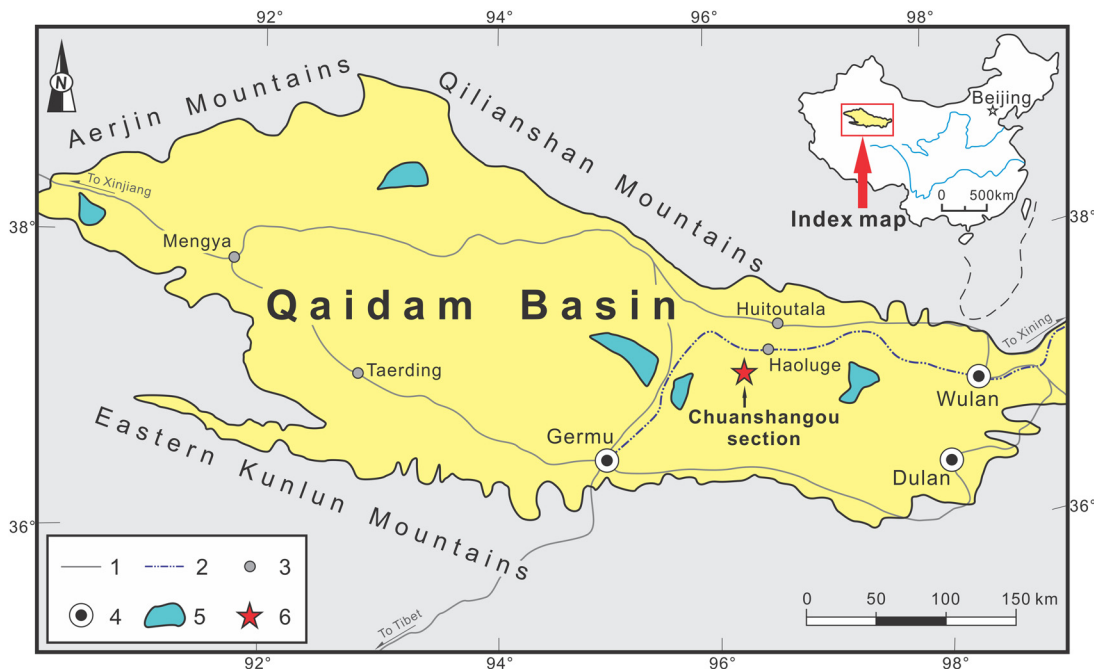 92°
94°
96°
98°
N
Aerjin Mountains
Qilianshan Mountains
Beijing
0 500km
Index map
To Xinjiang
38°
38°
Mengya
Qaidam Basin
Huitoutala
To Xining
Haoluge
Taerding
Wulan
Chuanshangou
section
Germu
Dulan
Eastern Kunlun Mountains
36°
36°
1 2 3
4 5 6
To Tibet
0 50 100 150 km
92°
94°
96°
98°